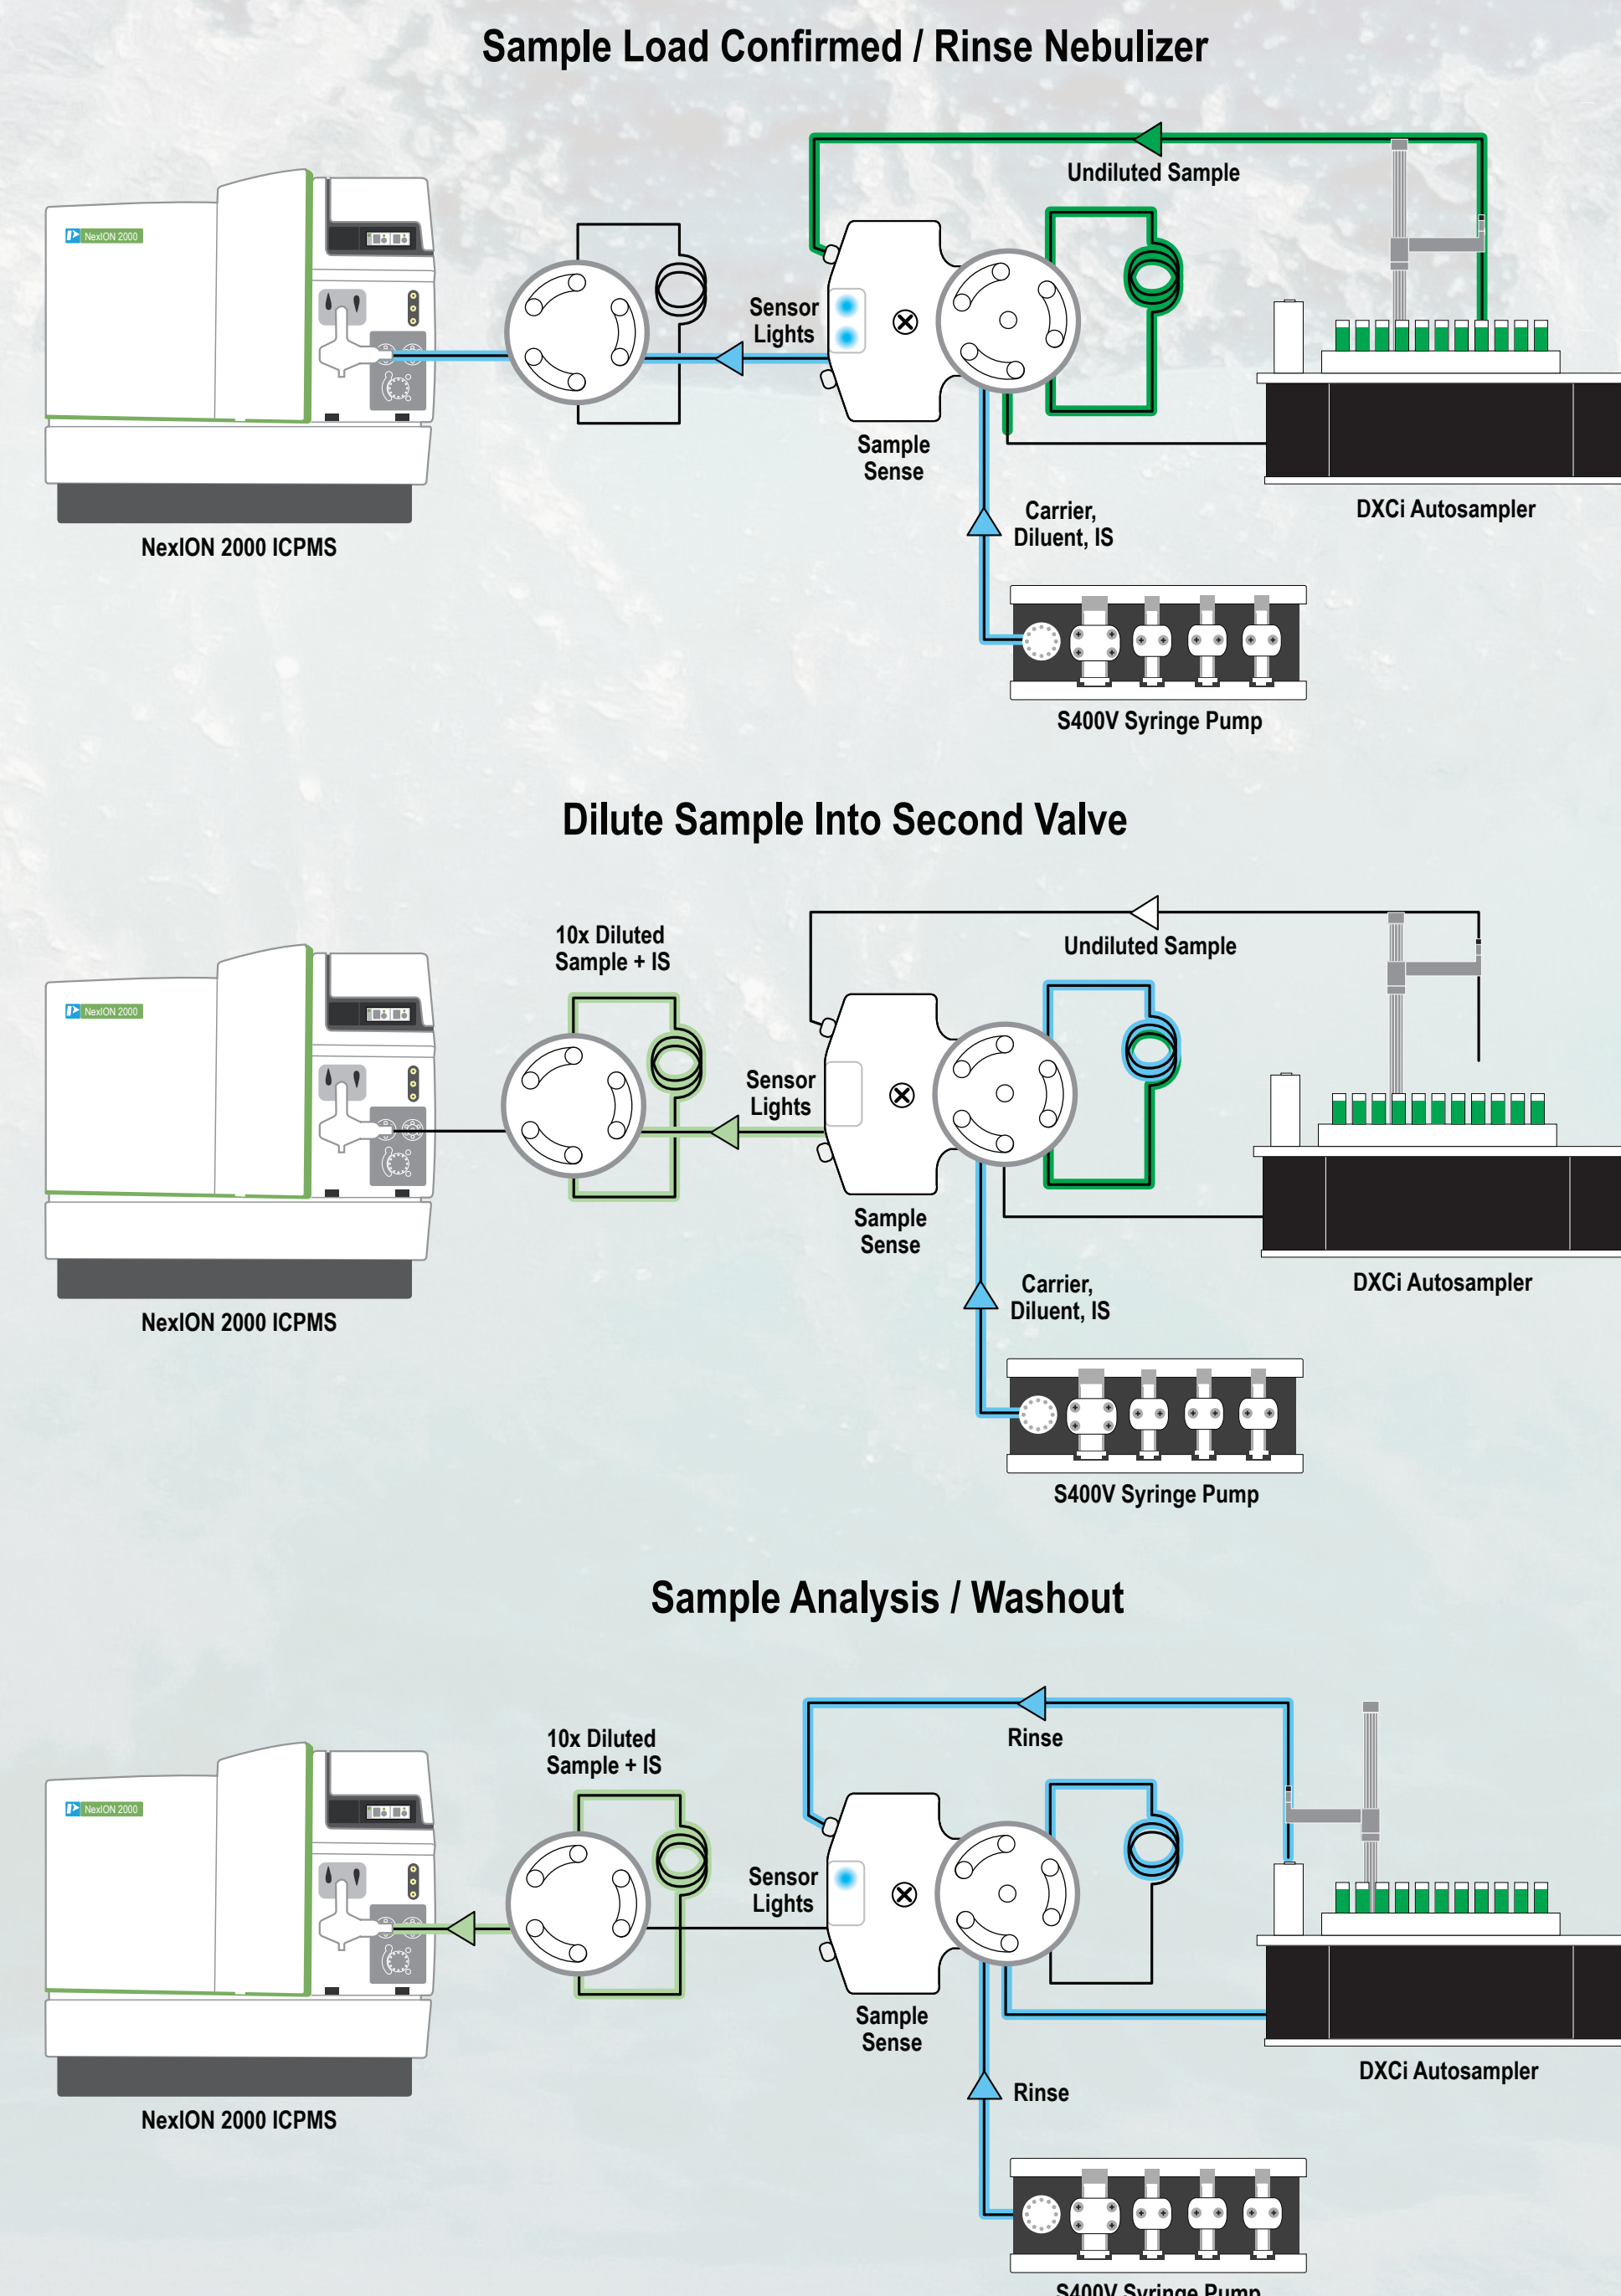 Sample Load Confirmed / Rinse Nebulizer
Undiluted Sample
NexION 2000
Sensor
Lights
Sample
Sense
Carrier,
Diluent, IS
DXCi Autosampler
NexION 2000 ICPMS
S400V Syringe Pump
Dilute Sample Into Second Valve
10x Diluted
Sample + IS
Undiluted Sample
NexION 2000
Sensor
Lights
Sample
Sense
Carrier,
Diluent, IS
DXCi Autosampler
NexION 2000 ICPMS
S400V Syringe Pump
Sample Analysis / Washout
10x Diluted
Sample + IS
Rinse
NexION 2000
Sensor
Lights
Sample
Sense
Rinse
DXCi Autosampler
NexION 2000 ICPMS
S400V Syringe Pump